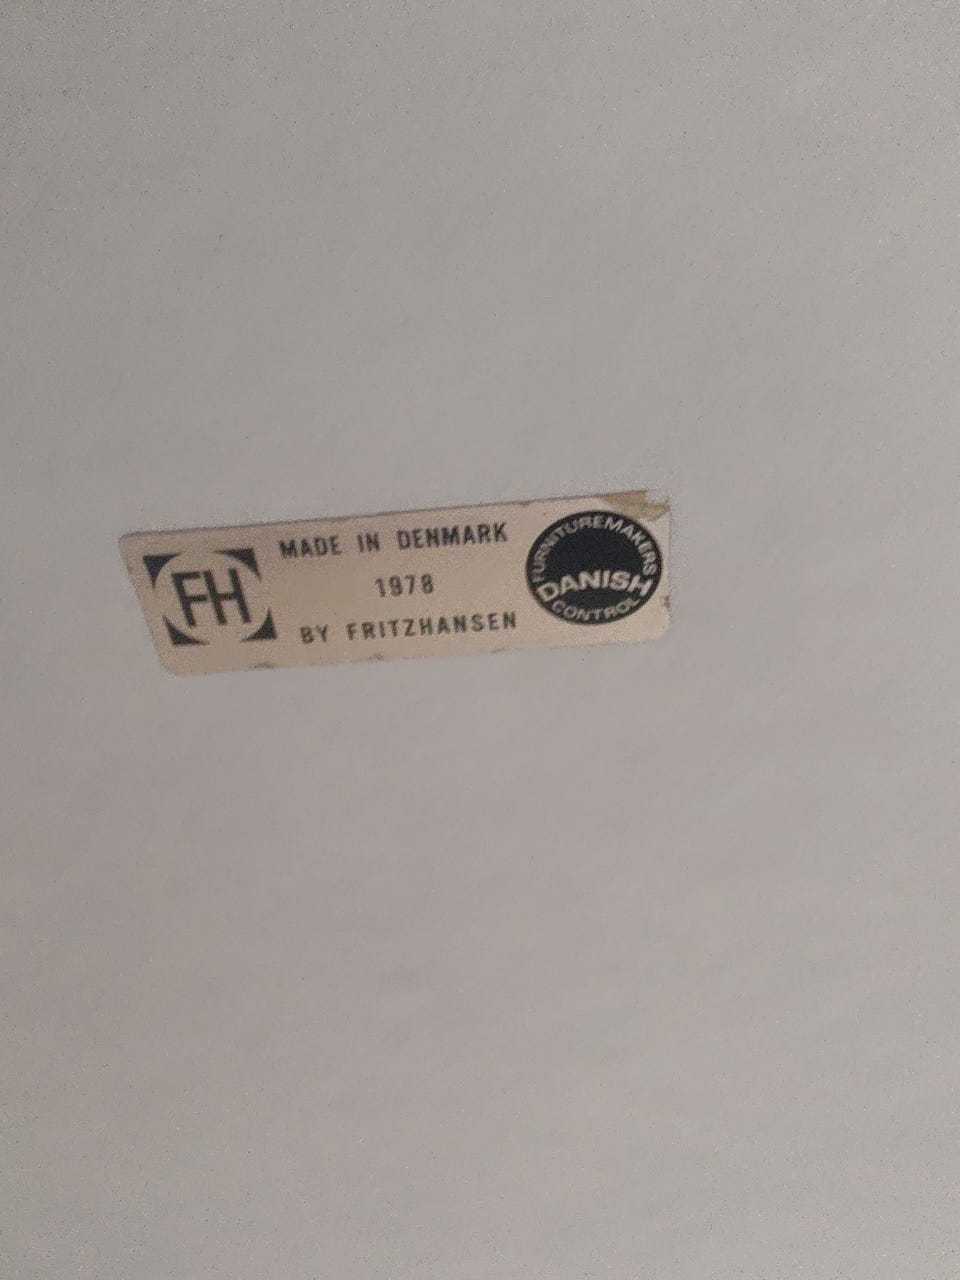 FH
MADE IN DENMARK
1978
BY FRITZHANSEN
FURNITUREMAKERS
DANISH
CONTROL